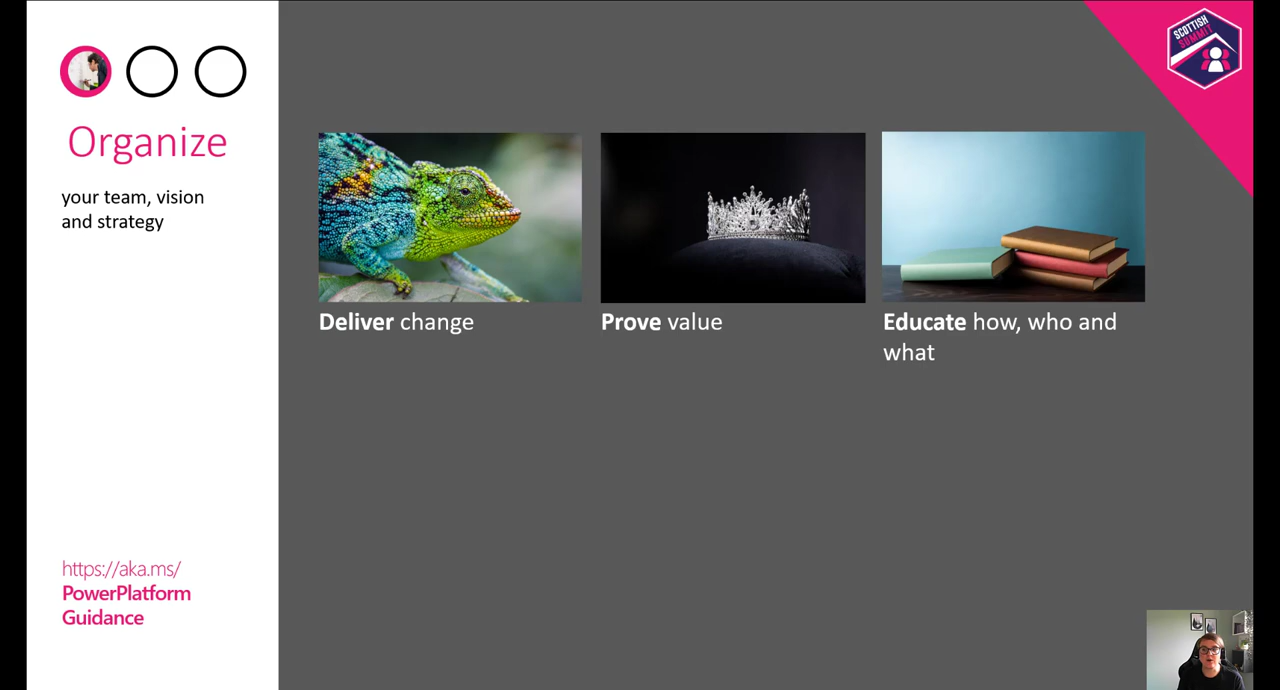 Organize
your team, vision
and strategy
https://aka.ms/
PowerPlatform
Guidance
Deliver change
Prove value
Educate how, who and
what
SCOTTISH
SUMMIT